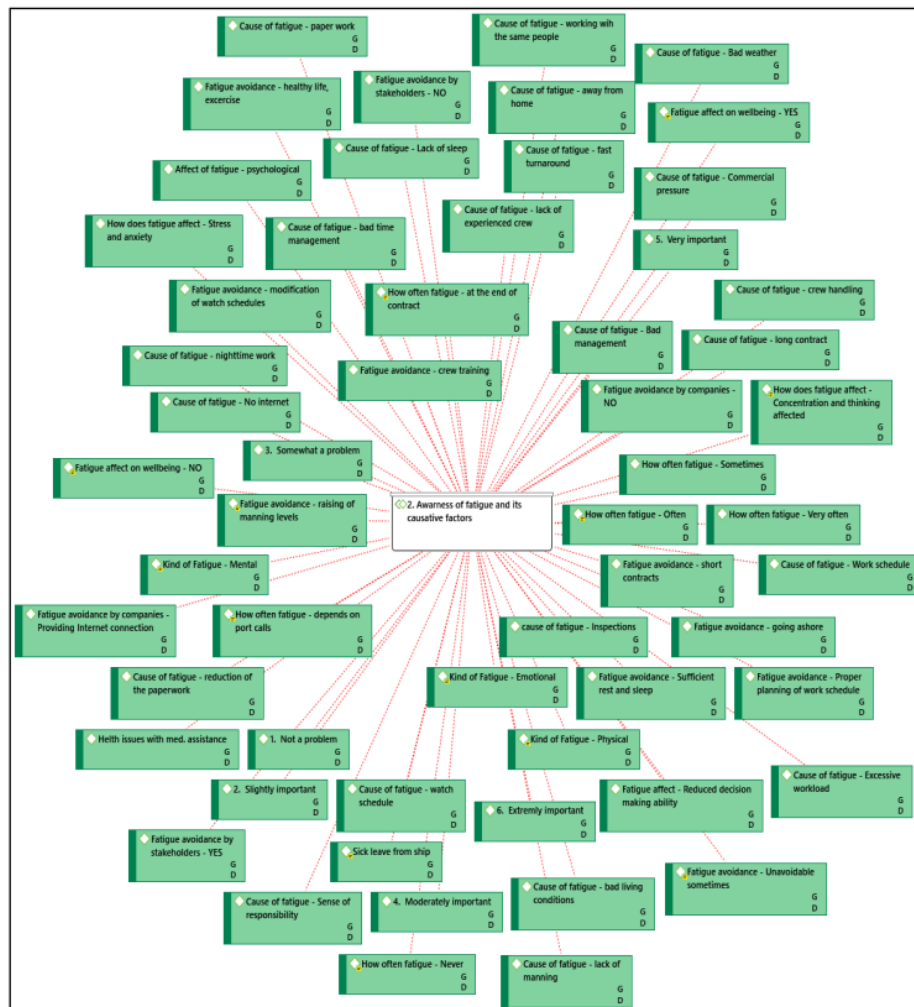 Cause of fatigue - paper work
G
D
Cause of fatigue - working wih
the same people
G
D
Cause of fatigue - Bad weather
G
D
Fatigue avoidance - healthy life,
excercise
G
D
Fatigue avoidance by
stakeholders - NO
G
D
Cause of fatigue - away from
home
G
D
Fatigue affect on wellbeing - YES
G
D
Cause of fatigue - Lack of sleep
G
D
Cause of fatigue - fast
turnaround
G
D
Affect of fatigue - psychological
G
D
Cause of fatigue - Commercial
pressure
G
D
How does fatigue affect - Stress
and anxiety
G
D
Cause of fatigue - bad time
management
G
D
Cause of fatigue - lack of
experienced crew
G
D
5. Very important
G
D
Fatigue avoidance - modification
of watch schedules
G
D
How often fatigue - at the end of
contract
G
D
Cause of fatigue - crew handling
G
D
Cause of fatigue - Bad
management
G
D
Cause of fatigue - long contract
G
D
Cause of fatigue - nighttime work
G
D
Fatigue avoidance - crew training
G
D
Fatigue avoidance by companies -
NO
G
D
How does fatigue affect -
Concentration and thinking
affected
G
D
Cause of fatigue - No internet
G
D
3. Somewhat a problem
G
D
Fatigue affect on wellbeing - NO
G
D
How often fatigue - Sometimes
G
D
Fatigue avoidance - raising of
manning levels
G
D
2. Awarness of fatigue and its
causative factors
How often fatigue - Often
G
D
How often fatigue - Very often
G
D
Kind of Fatigue - Mental
G
D
Fatigue avoidance - short
contracts
G
D
Cause of fatigue - Work schedule
G
D
Fatigue avoidance by companies -
Providing Internet connection
G
D
How often fatigue - depends on
port calls
G
D
cause of fatigue - Inspections
G
D
Fatigue avoidance - going ashore
G
D
Cause of fatigue - reduction of
the paperwork
G
D
Kind of Fatigue - Emotional
G
D
Fatigue avoidance - Sufficient
rest and sleep
G
D
Fatigue avoidance - Proper
planning of work schedule
G
D
Helth issues with med. assistance
G
D
1. Not a problem
G
D
Kind of Fatigue - Physical
G
D
2. Slightly important
G
D
Cause of fatigue - watch
schedule
G
D
6. Extremly important
G
D
Fatigue affect - Reduced decision
making ability
G
D
Cause of fatigue - Excessive
workload
G
D
Fatigue avoidance by
stakeholders - YES
G
D
Sick leave from ship
G
D
Fatigue avoidance - Unavoidable
sometimes
G
D
Cause of fatigue - Sense of
responsibility
G
D
4. Moderately important
G
D
Cause of fatigue - bad living
conditions
G
D
How often fatigue - Never
G
D
Cause of fatigue - lack of
manning
G
D